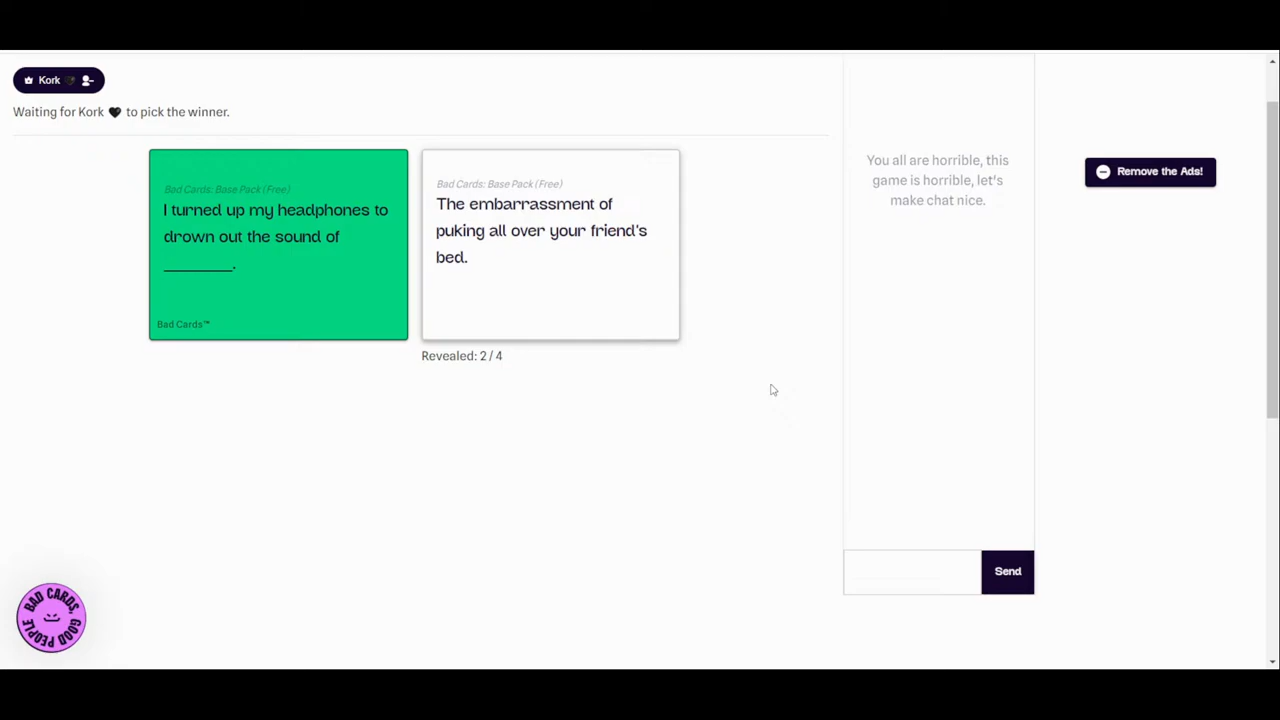 Kork
Waiting for Kork 🖤 to pick the winner.
Bad Cards: Base Pack (Free)
I turned up my headphones to
drown out the sound of
________.
Bad Cards™
Bad Cards: Base Pack (Free)
The embarrassment of
puking all over your friend's
bed.
Revealed: 2 / 4
You all are horrible, this
game is horrible, let's
make chat nice.
Send
Remove the Ads!
BAD CARDS, GOOD PEOPLE